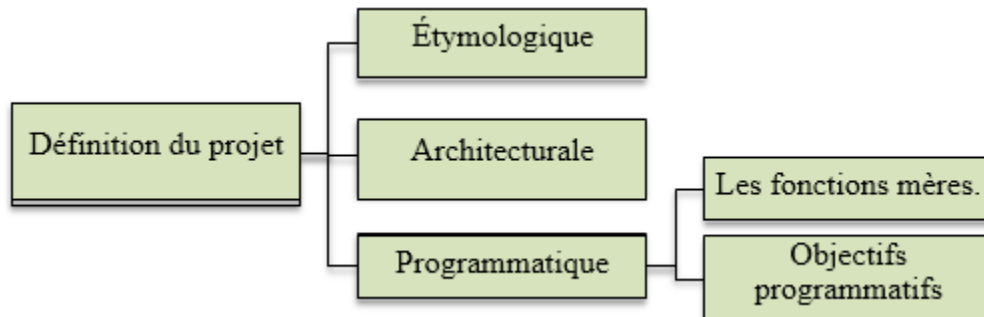 Étymologique
Définition du projet
Architecturale
Les fonctions mères.
Programmatique
Objectifs
programmatifs